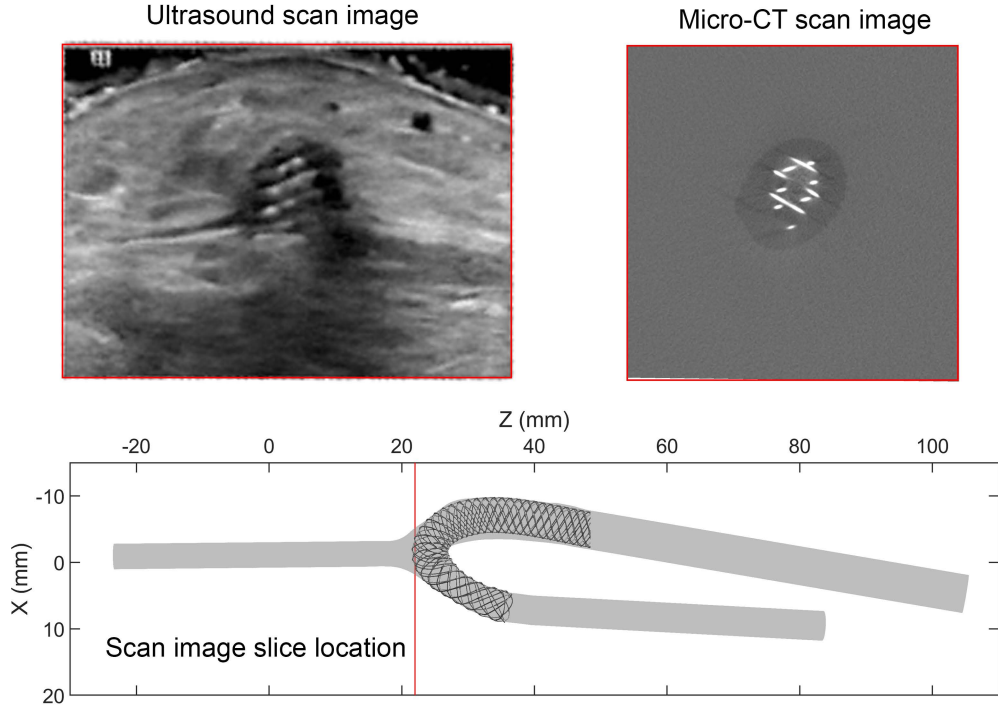 Ultrasound scan image
Micro-CT scan image
Z (mm)
-20 0 20 40 60 80 100
-10
0
10
20
X (mm)
Scan image slice location